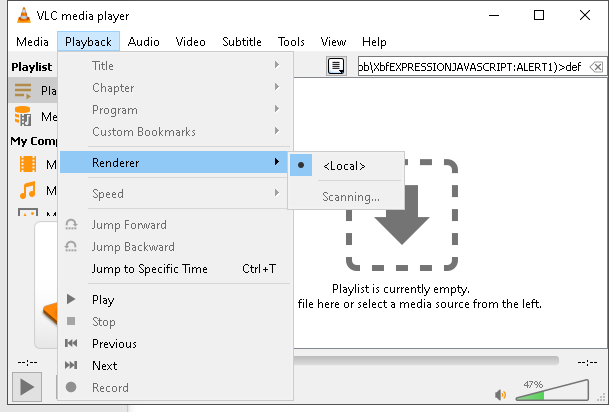 VLC media player
Media Playback Audio Video Subtitle Tools View Help
Playlist
ob\XbfEXPRESSIONJAVASCRIPT:ALERT1)>def
Pla
Me
My Comp
M
M
M
Title
Chapter
Program
Custom Bookmarks
Renderer
<Local>
Scanning...
Speed
Jump Forward
Jump Backward
Jump to Specific Time Ctrl+T
Play
Stop
Previous
Next
Record
Playlist is currently empty.
file here or select a media source from the left.
--:-- --:--
47%